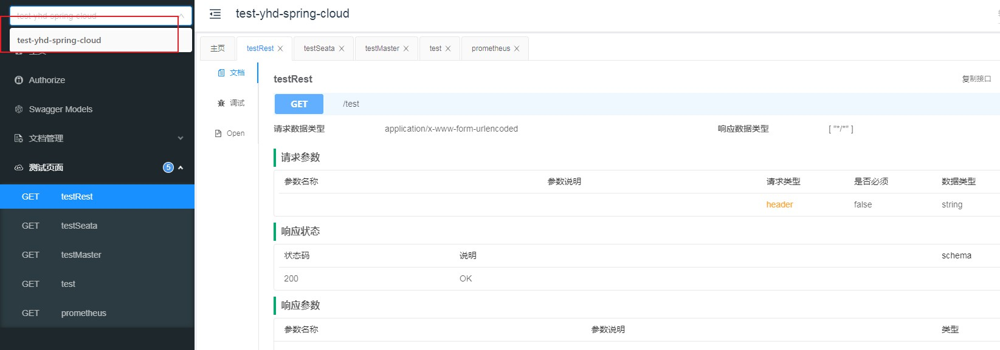 test-yhd-spring-cloud
test-yhd-spring-cloud
主页
Authorize
Swagger Models
文档管理
测试页面 5
GET testRest
GET testSeata
GET testMaster
GET test
GET prometheus
test-yhd-spring-cloud
主页 testRest testSeata testMaster test prometheus
文档
调试
Open
testRest 复制接口
GET /test
请求数据类型 application/x-www-form-urlencoded 响应数据类型 [ "*/*" ]
请求参数
参数名称 参数说明 请求类型 是否必须 数据类型
header false string
响应状态
状态码 说明 schema
200 OK
响应参数
参数名称 参数说明 类型